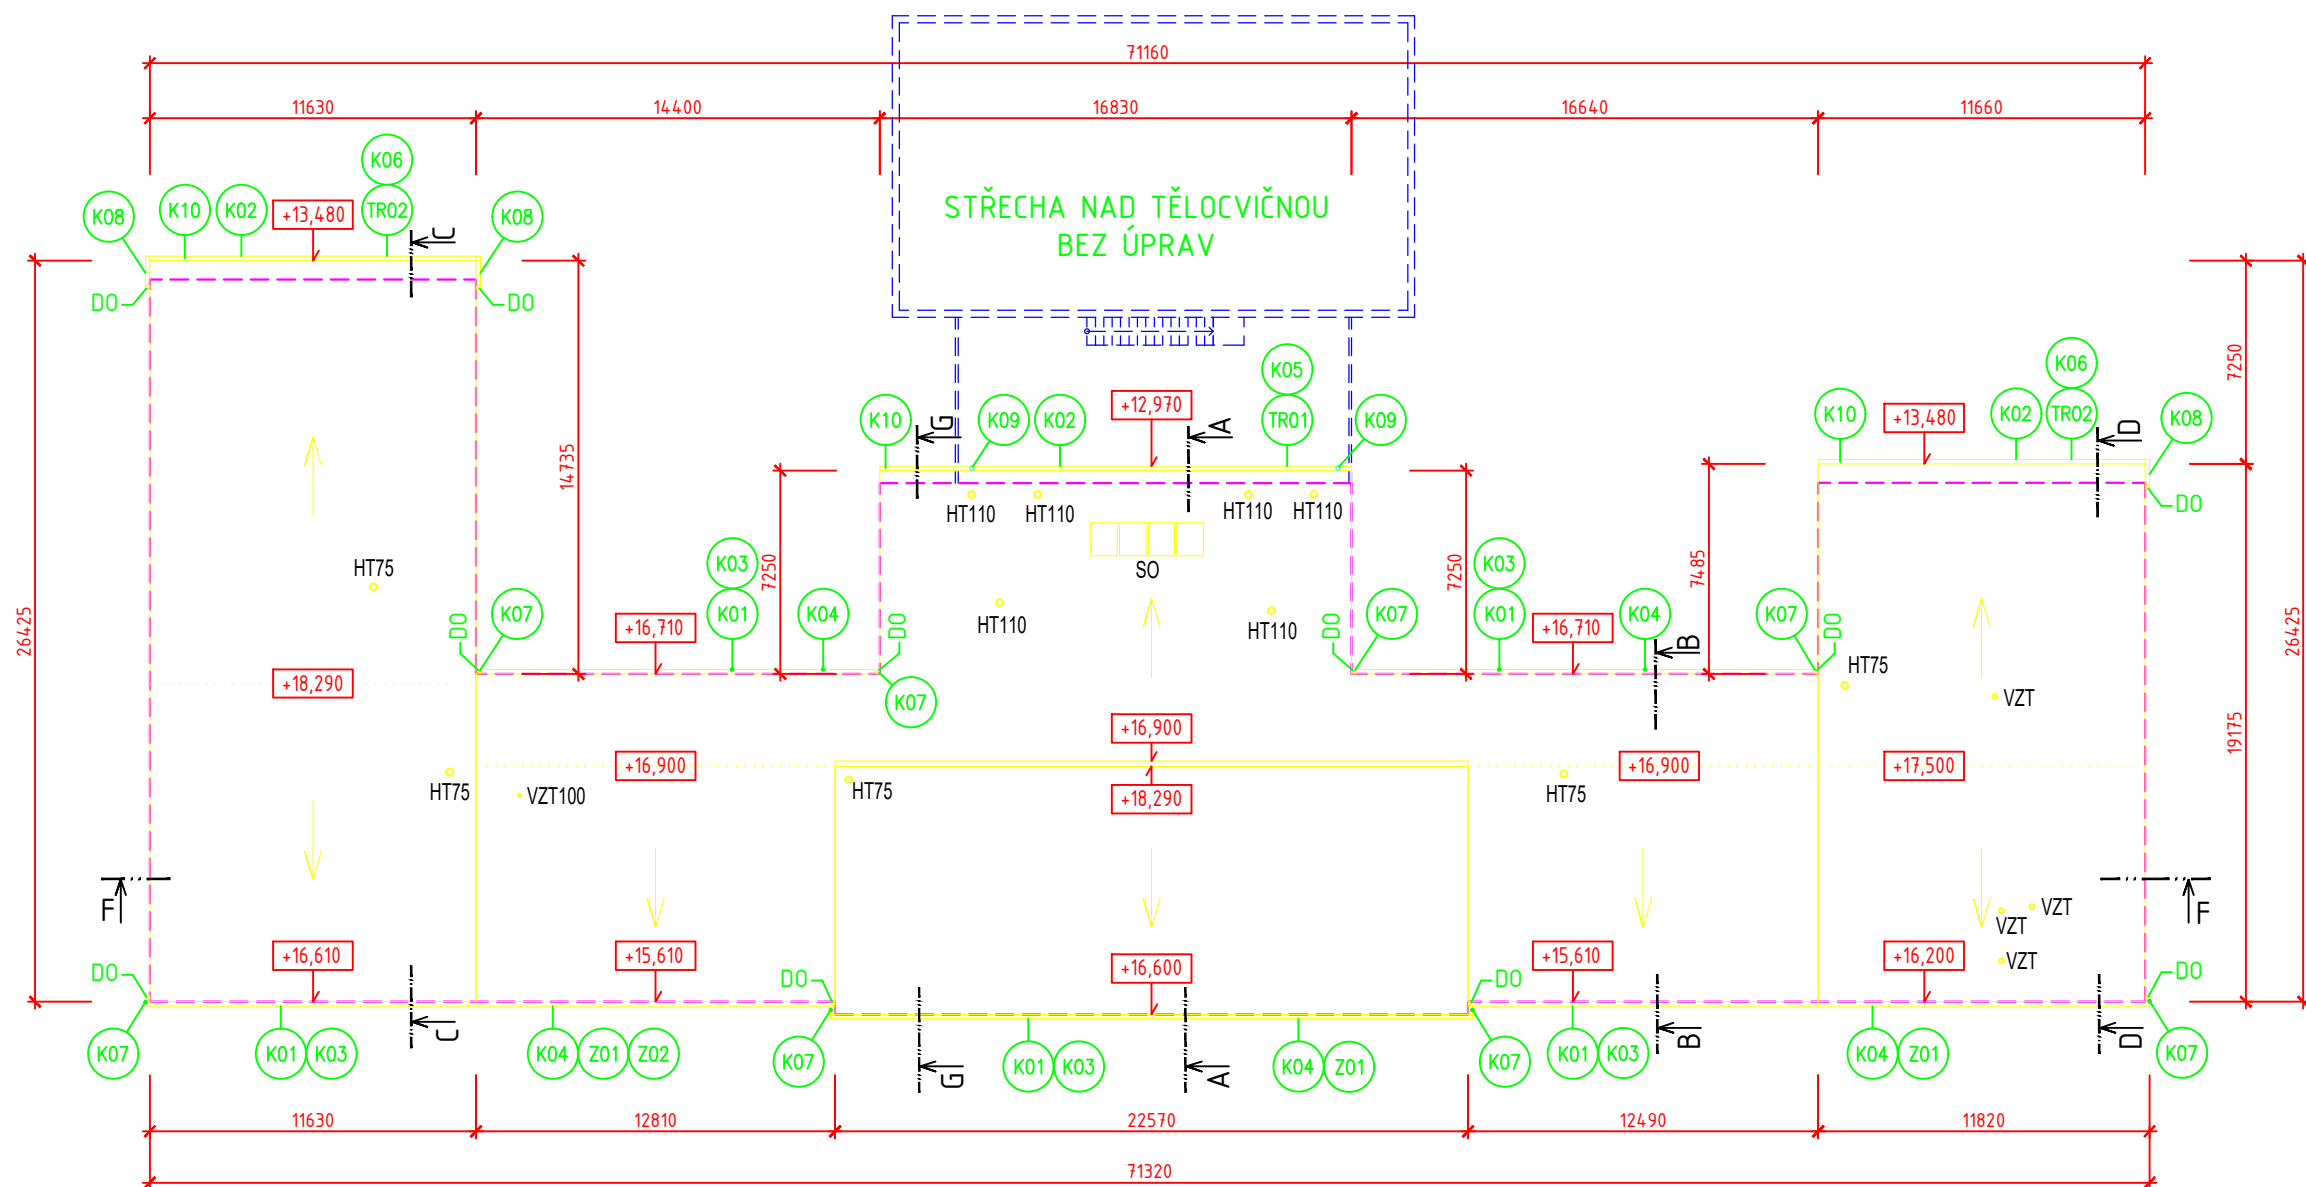 71160
11630
14400
16830
16640
11660
K06
K08
K10
K02
+13,480
TR02
C
K08
STŘECHA NAD TĚLOCVIČNOU
BEZ ÚPRAV
DO
DO
K10
G
K09
K02
+12,970
K05
TR01
A
K09
K10
+13,480
K02
K06
TR02
D
K08
DO
7250
14735
7250
7250
7485
26425
26425
19175
HT110
HT110
HT110
HT110
SO
HT75
HT110
HT110
K03
K01
K04
K03
K01
K04
DO
K07
+16,710
DO
K07
DO
K07
+16,710
B
K07
DO
HT75
VZT
+18,290
+16,900
+16,900
+18,290
+16,900
+17,500
HT75
VZT100
HT75
HT75
F
VZT
VZT
VZT
F
DO
+16,610
+15,610
DO
+16,600
DO
+15,610
+16,200
DO
K07
K01
K03
C
K04
Z01
Z02
K07
G
K01
K03
A
K04
Z01
K07
K01
K03
B
K04
Z01
D
K07
11630
12810
22570
12490
11820
71320